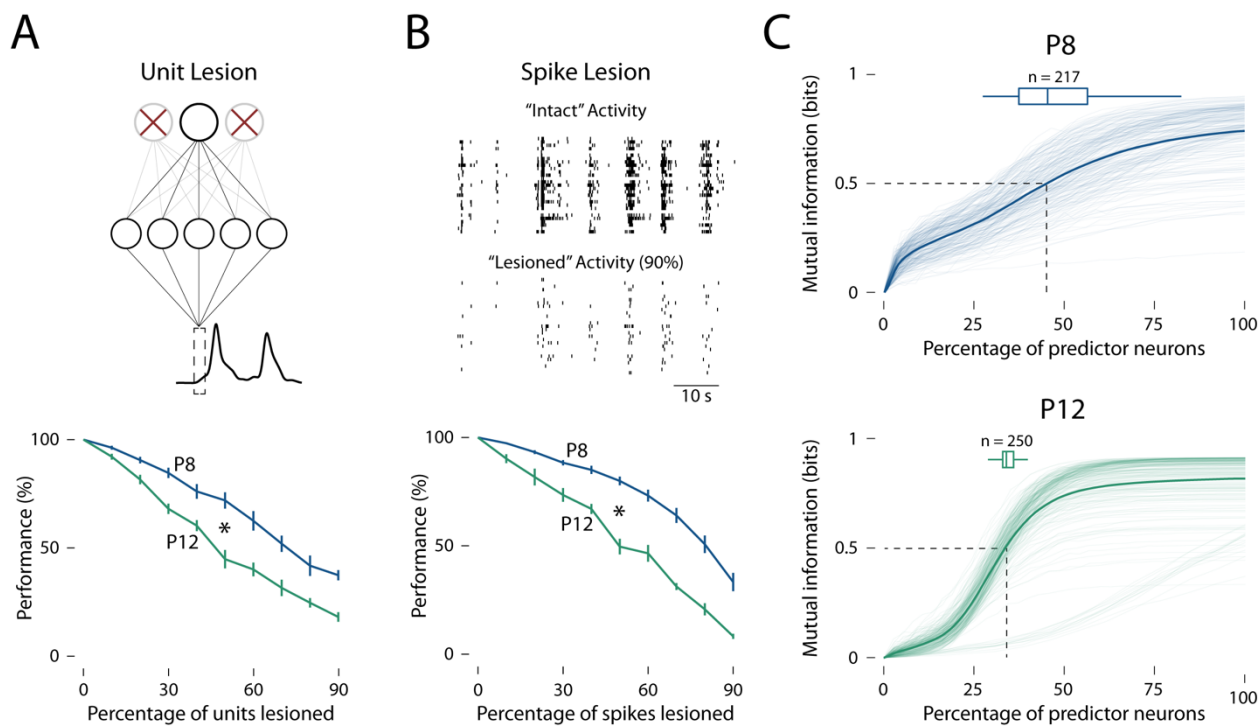 A
Unit Lesion
100
50
0
Performance (%)
P8
P12
*
0
30
60
90
Percentage of units lesioned
B
Spike Lesion
“Intact” Activity
“Lesioned” Activity (90%)
10 s
100
50
0
Performance (%)
P8
P12
*
0
30
60
90
Percentage of spikes lesioned
C
P8
n = 217
1
0.5
0
Mutual information (bits)
0
25
50
75
100
Percentage of predictor neurons
P12
n = 250
1
0.5
0
Mutual information (bits)
0
25
50
75
100
Percentage of predictor neurons